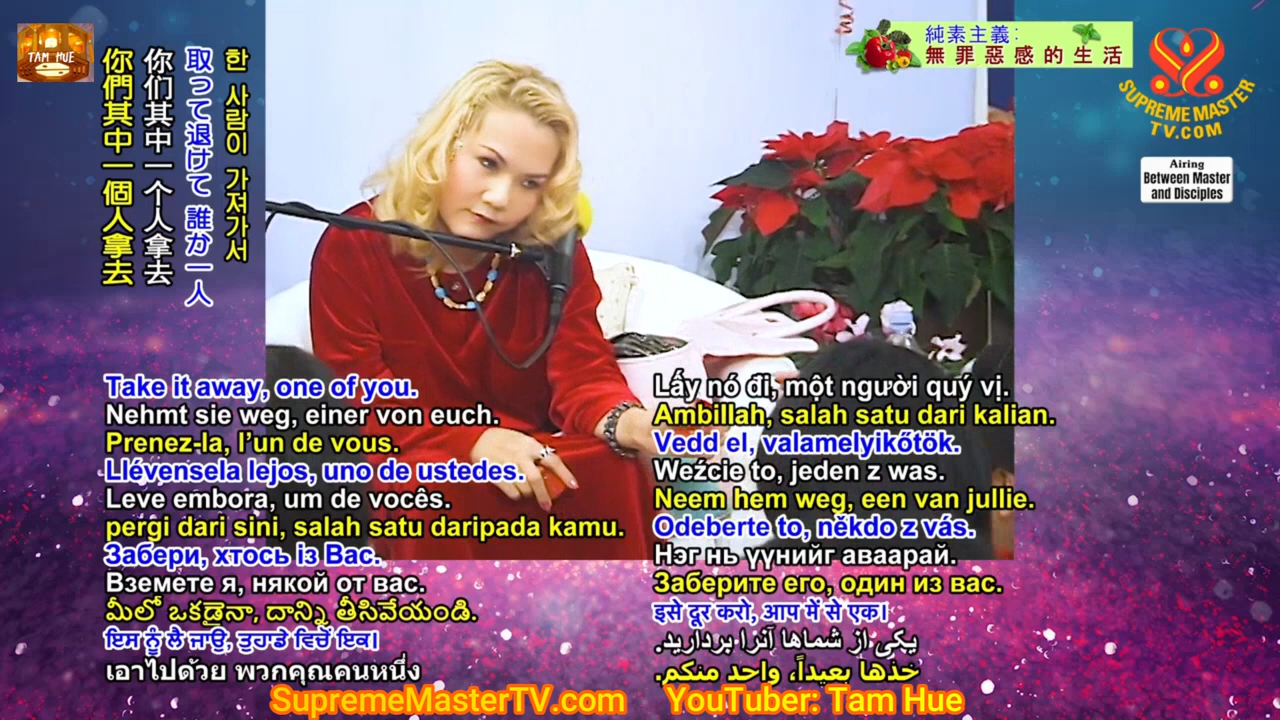 TAM HUE
한 사람이 가져가서
取って退けて 誰か一人
你们其中一个人拿去
你們其中一個人拿去
純素主義:
無罪惡感的生活
SUPREME MASTER
TV.COM
Airing
Between Master
and Disciples
Take it away, one of you.
Nehmt sie weg, einer von euch.
Prenez-la, l’un de vous.
Llévensela lejos, uno de ustedes.
Leve embora, um de vocês.
pergi dari sini, salah satu daripada kamu.
Забери, хтось із Вас.
Вземете я, някой от вас.
మీలో ఒకడైనా, దాన్ని తీసివేయండి.
ਇਸ ਨੂੰ ਲੈ ਜਾਉ, ਤੁਹਾਡੇ ਵਿਚੋਂ ਇਕ।
เอาไปด้วย พวกคุณคนหนึ่ง
Lấy nó đi, một người quý vị.
Ambillah, salah satu dari kalian.
Vedd el, valamelyikőtök.
Weźcie to, jeden z was.
Neem hem weg, een van jullie.
Odeberte to, někdo z vás.
Нэг нь үүнийг аваарай.
Заберите его, один из вас.
इसे दूर करो, आप में से एक।
یکی از شماها آنرا بردارید.
خذها بعيداً، واحد منكم.
SupremeMasterTV.com
YouTuber: Tam Hue